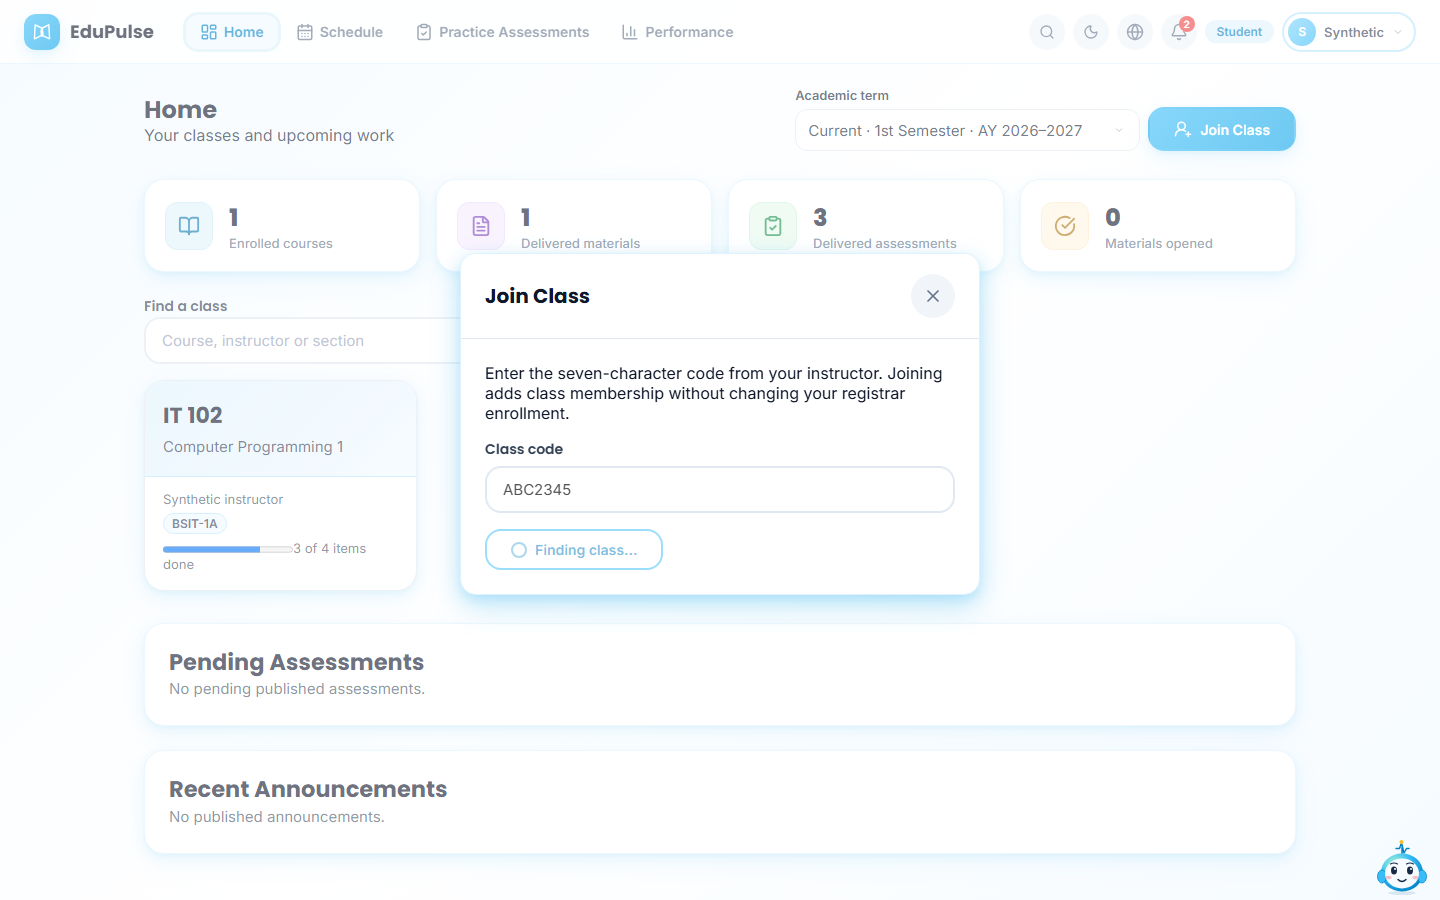 EduPulse
Home
Schedule
Practice Assessments
Performance
2
Student
S
Synthetic
Home
Your classes and upcoming work
Academic term
Current · 1st Semester · AY 2026–2027
Join Class
1
Enrolled courses
1
Delivered materials
3
Delivered assessments
0
Materials opened
Find a class
Course, instructor or section
IT 102
Computer Programming 1
Synthetic instructor
BSIT-1A
3 of 4 items
done
Join Class
Enter the seven-character code from your instructor. Joining
adds class membership without changing your registrar
enrollment.
Class code
ABC2345
Finding class...
Pending Assessments
No pending published assessments.
Recent Announcements
No published announcements.